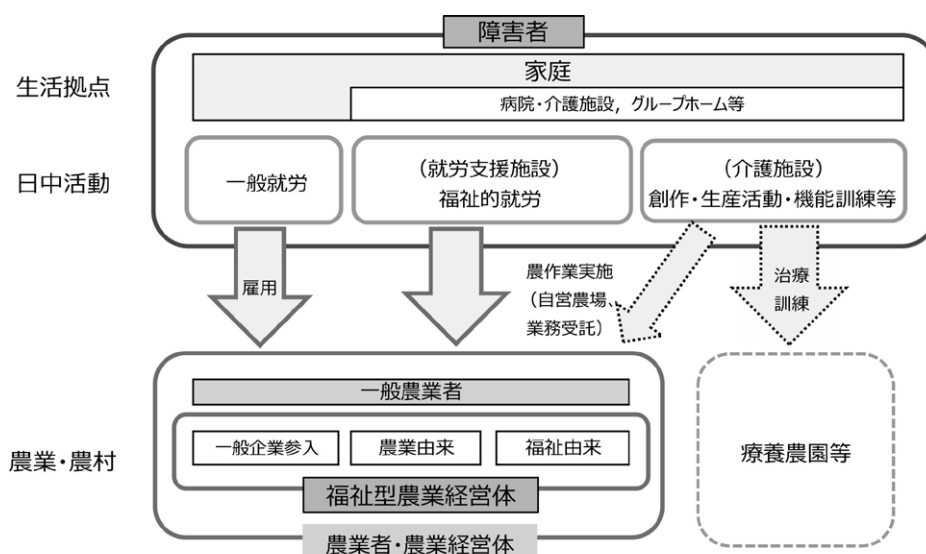 障害者
生活拠点
家庭
病院・介護施設，グループホーム等
日中活動
一般就労
（就労支援施設）
福祉的就労
（介護施設）
創作・生産活動・機能訓練等
雇用
農作業実施
（自営農場、
業務受託）
治療
訓練
農業・農村
一般農業者
一般企業参入
農業由来
福祉由来
福祉型農業経営体
農業者・農業経営体
療養農園等